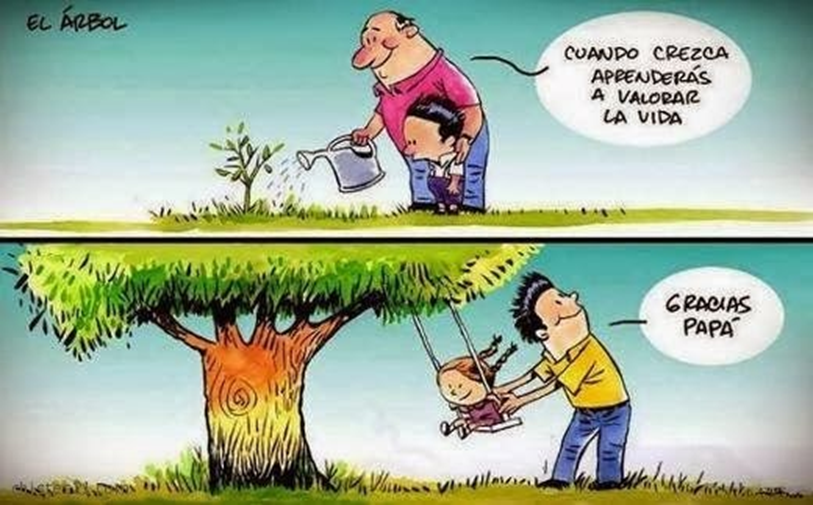 EL ÁRBOL
CUANDO CREZCA
APRENDERÁS
A VALORAR
LA VIDA
GRACIAS
PAPÁ